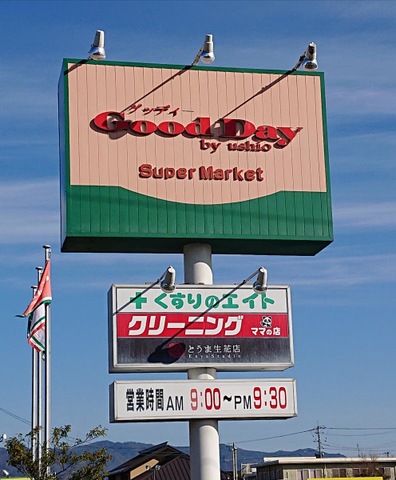 グッディー
Good Day
by ushio
Super Market
+くすりのエイト
クリーニング ママの店
とうま生花店
営業時間 AM 9:00~PM 9:30